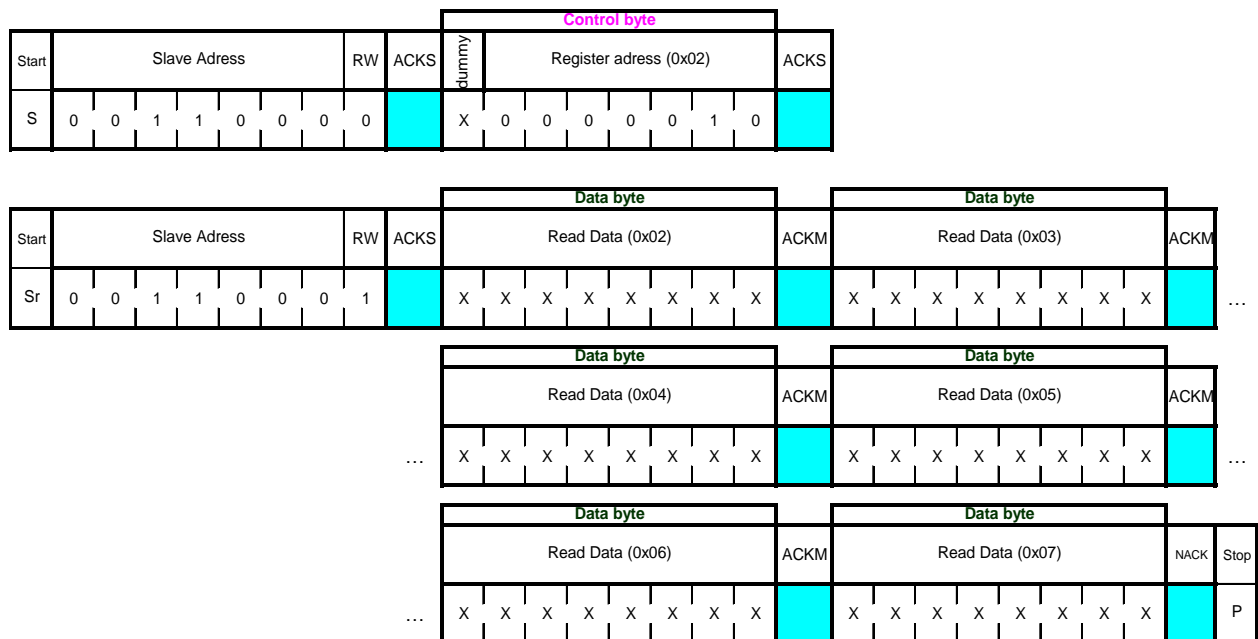 Control byte
Start Slave Adress RW ACKS dummy Register adress (0x02) ACKS
S 0 0 1 1 0 0 0 0 X 0 0 0 0 0 1 0
Data byte Data byte
Start Slave Adress RW ACKS Read Data (0x02) ACKM Read Data (0x03) ACKM
Sr 0 0 1 1 0 0 0 1 X X X X X X X X X X X X X X X X …
Data byte Data byte
Read Data (0x04) ACKM Read Data (0x05) ACKM
… X X X X X X X X X X X X X X X X …
Data byte Data byte
Read Data (0x06) ACKM Read Data (0x07) NACK Stop
… X X X X X X X X X X X X X X X X P